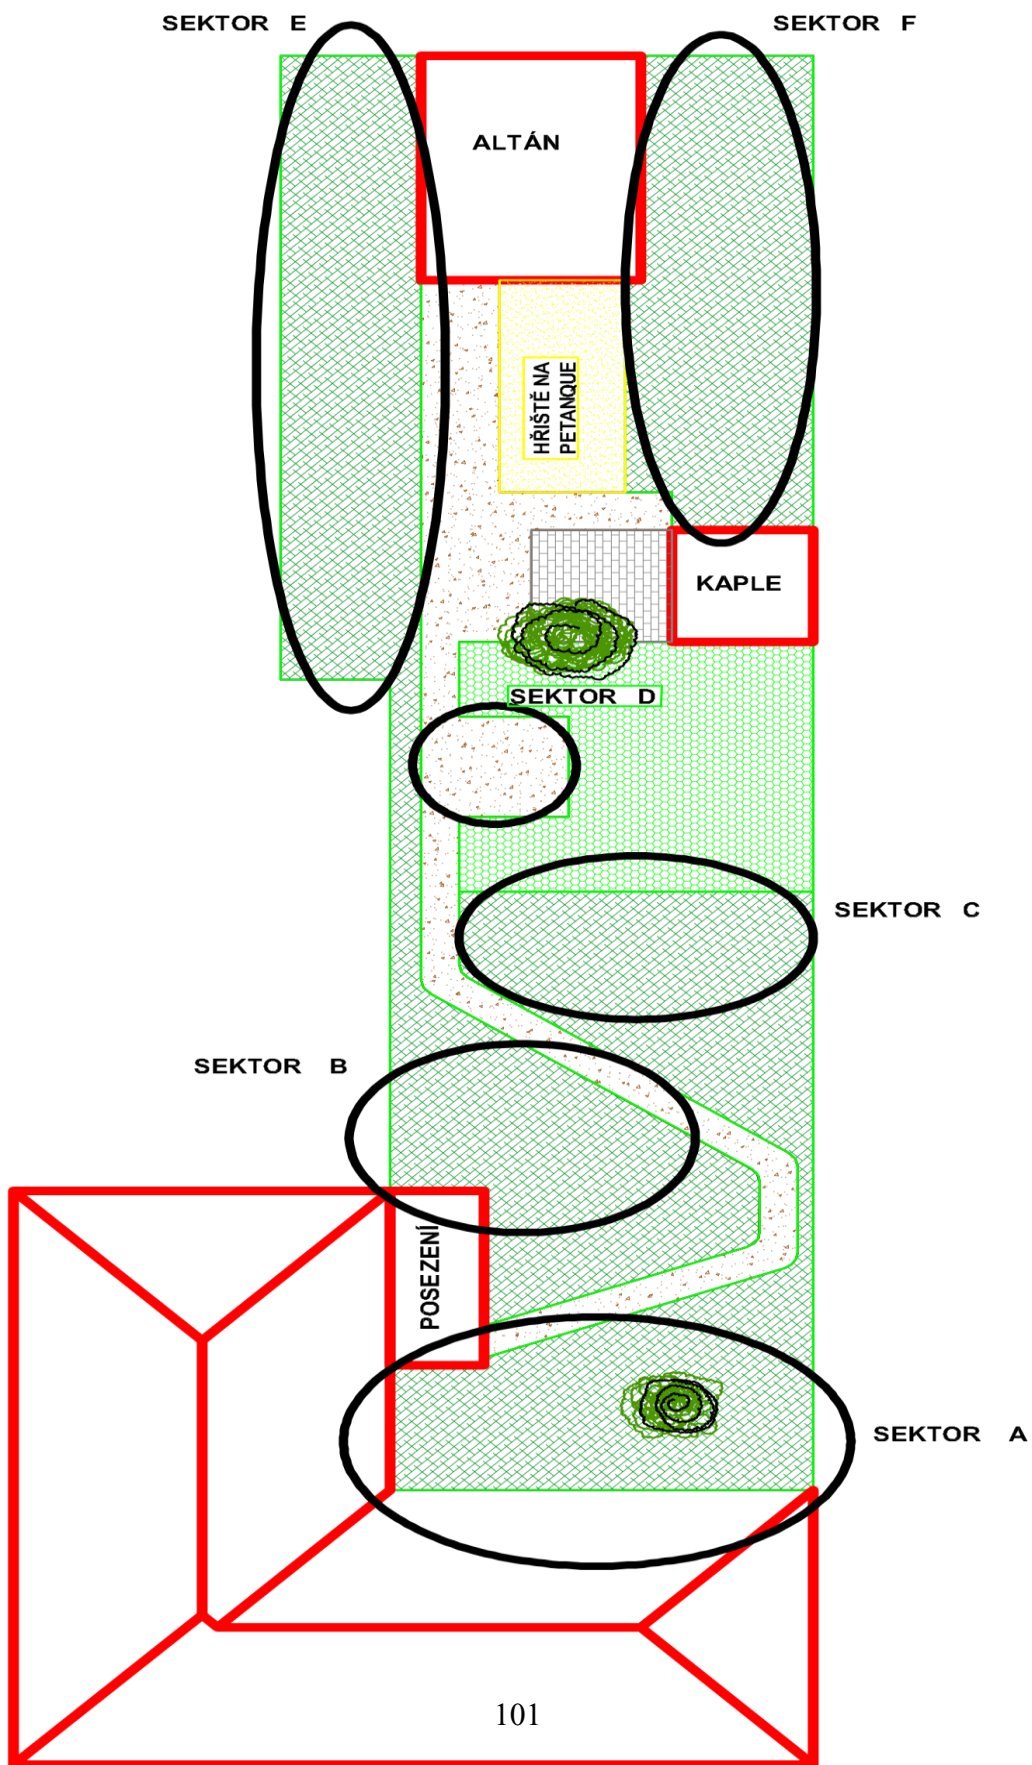 SEKTOR E
SEKTOR F
ALTÁN
HŘIŠTĚ NA
PETANQUE
KAPLE
SEKTOR D
SEKTOR C
SEKTOR B
POSEZENÍ
SEKTOR A
101